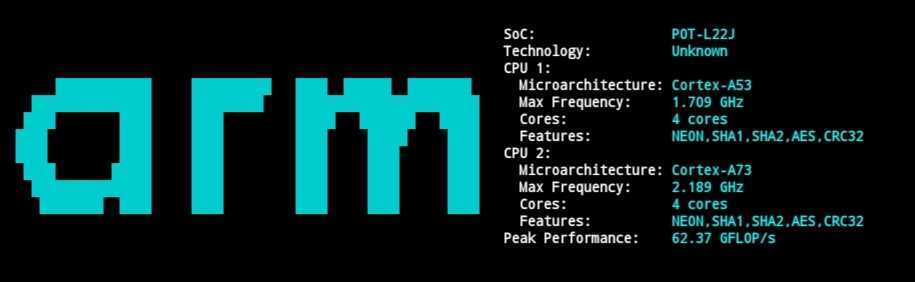 arm
SoC: POT-L22J
Technology: Unknown
CPU 1:
Microarchitecture: Cortex-A53
Max Frequency: 1.709 GHz
Cores: 4 cores
Features: NEON,SHA1,SHA2,AES,CRC32
CPU 2:
Microarchitecture: Cortex-A73
Max Frequency: 2.189 GHz
Cores: 4 cores
Features: NEON,SHA1,SHA2,AES,CRC32
Peak Performance: 62.37 GFLOP/s